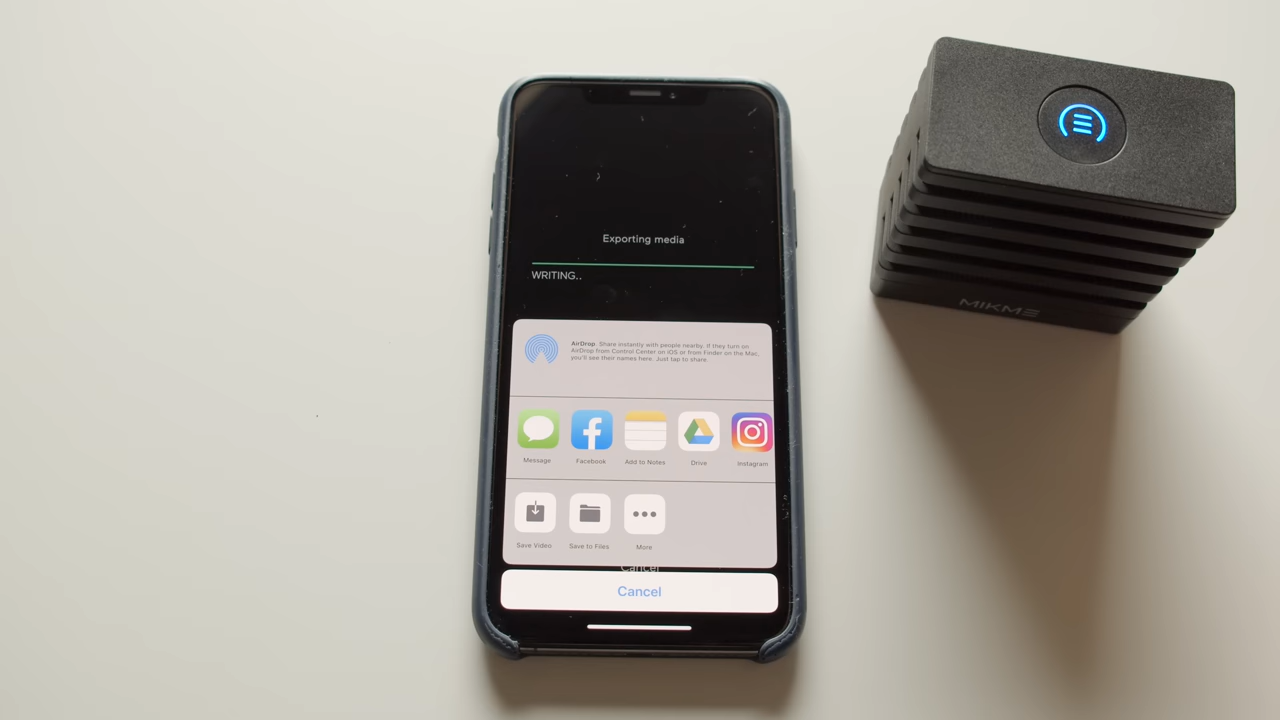 Exporting media
WRITING..
AirDrop. Share instantly with people nearby. If they turn on
AirDrop from Control Center on iOS or from Finder on the Mac,
you'll see their names here. Just tap to share.
Message
Facebook
Add to Notes
Drive
Instagram
Save Video
Save to Files
More
Cancel
Cancel
MIKME